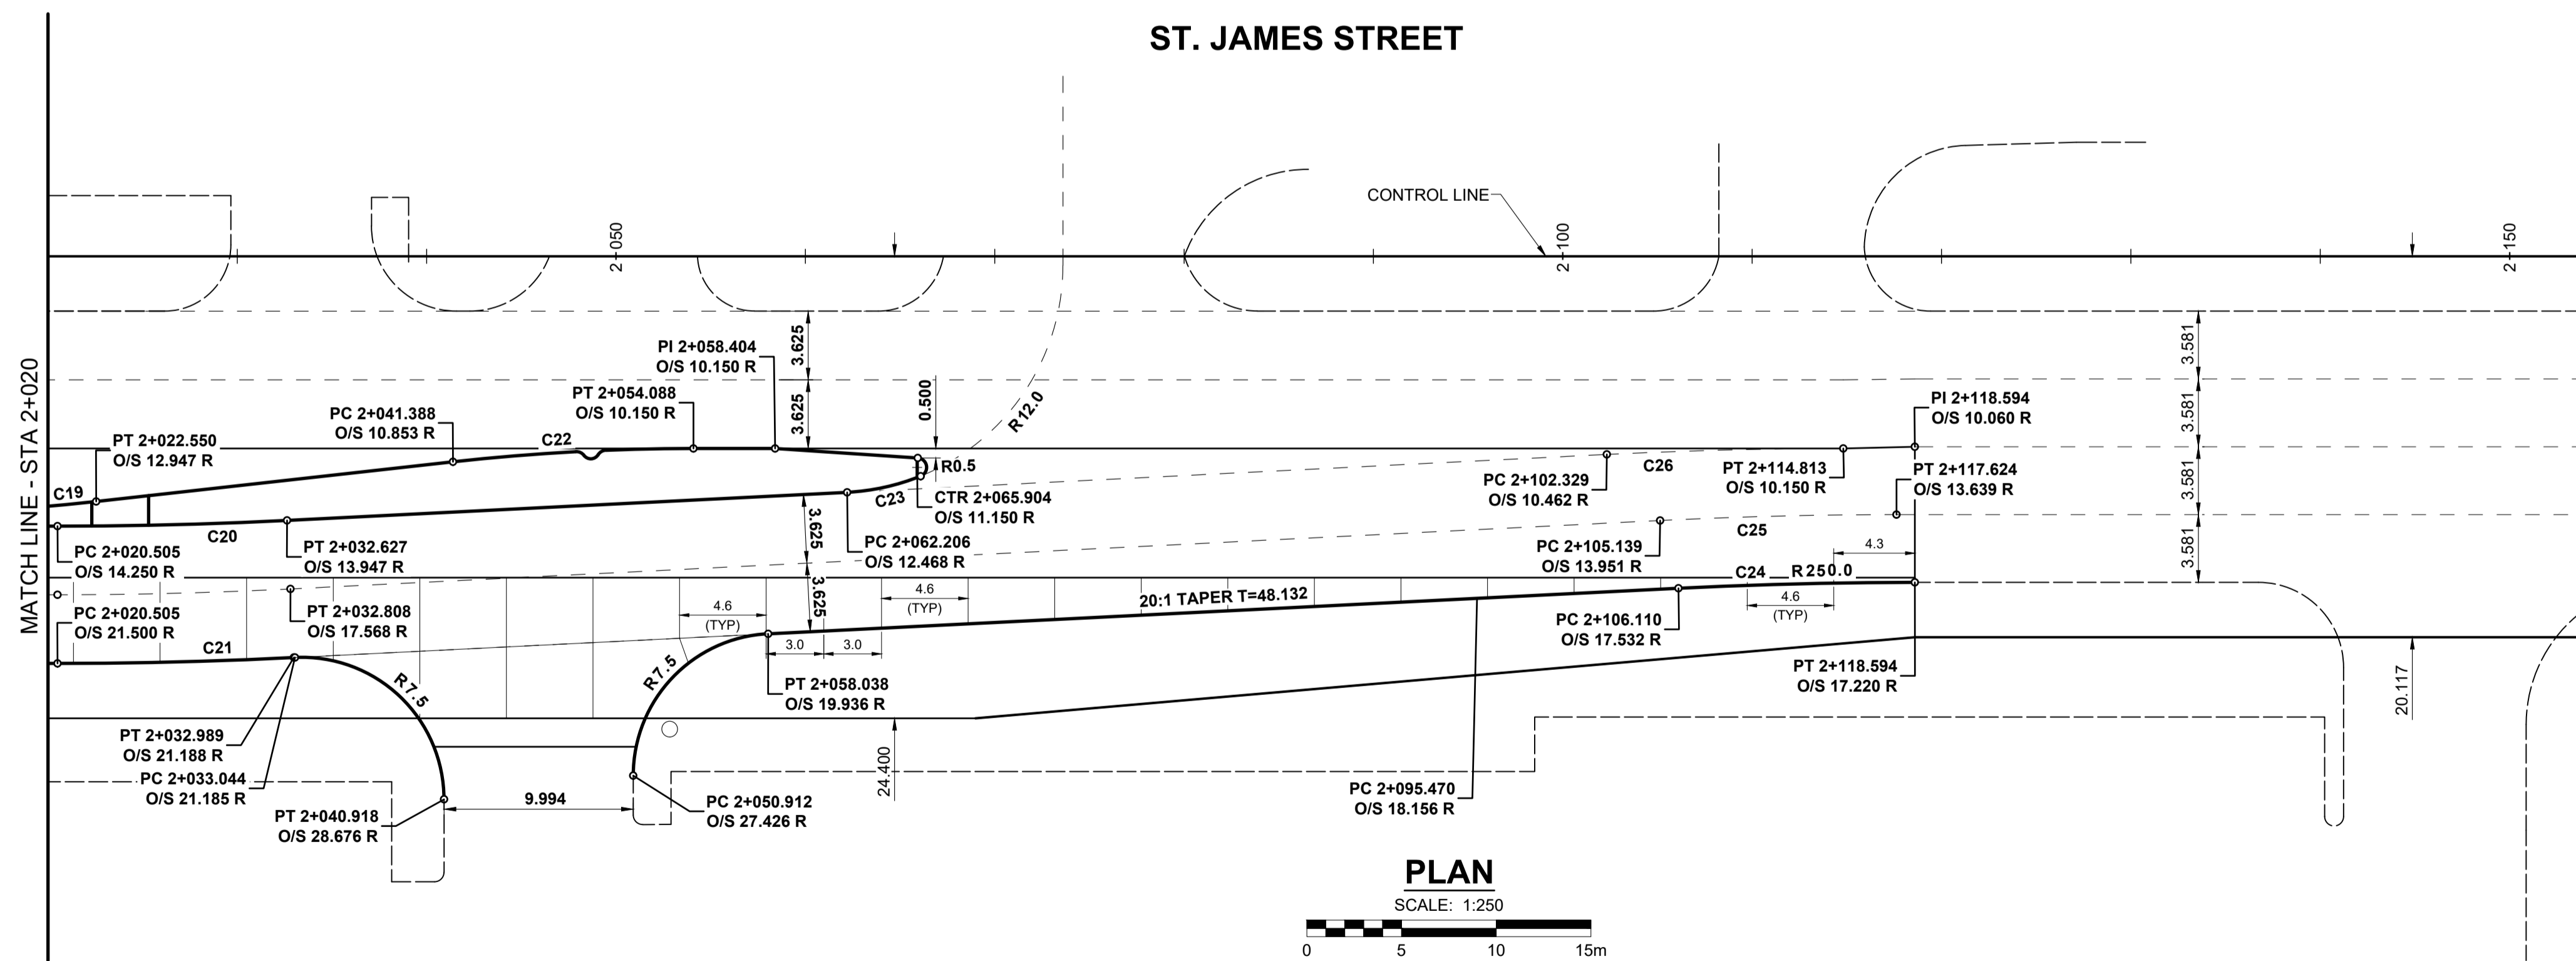 ST. JAMES STREET
MATCH LINE - STA 2+020
CONTROL LINE
2 050
2 100
2 150
PI 2+058.404
O/S 10.150 R
PT 2+054.088
O/S 10.150 R
PC 2+041.388
O/S 10.853 R
PT 2+022.550
O/S 12.947 R
C19
C22
C20
C23
3.625
3.625
0.500
R12.0
R0.5
CTR 2+065.904
O/S 11.150 R
PC 2+062.206
O/S 12.468 R
PC 2+020.505
O/S 14.250 R
PT 2+032.627
O/S 13.947 R
3.625
3.625
PC 2+102.329
O/S 10.462 R
C26
PT 2+114.813
O/S 10.150 R
PI 2+118.594
O/S 10.060 R
PT 2+117.624
O/S 13.639 R
3.581
3.581
3.581
3.581
PC 2+105.139
O/S 13.951 R
C25
4.3
C24
R 250.0
4.6
(TYP)
20:1 TAPER T=48.132
4.6
(TYP)
4.6
(TYP)
3.0
3.0
PC 2+020.505
O/S 21.500 R
PT 2+032.808
O/S 17.568 R
C21
R7.5
R7.5
PT 2+058.038
O/S 19.936 R
PC 2+106.110
O/S 17.532 R
PT 2+118.594
O/S 17.220 R
20.117
PT 2+032.989
O/S 21.188 R
PC 2+033.044
O/S 21.185 R
PT 2+040.918
O/S 28.676 R
9.994
PC 2+050.912
O/S 27.426 R
24.400
PC 2+095.470
O/S 18.156 R
PLAN
SCALE: 1:250
0 5 10 15m